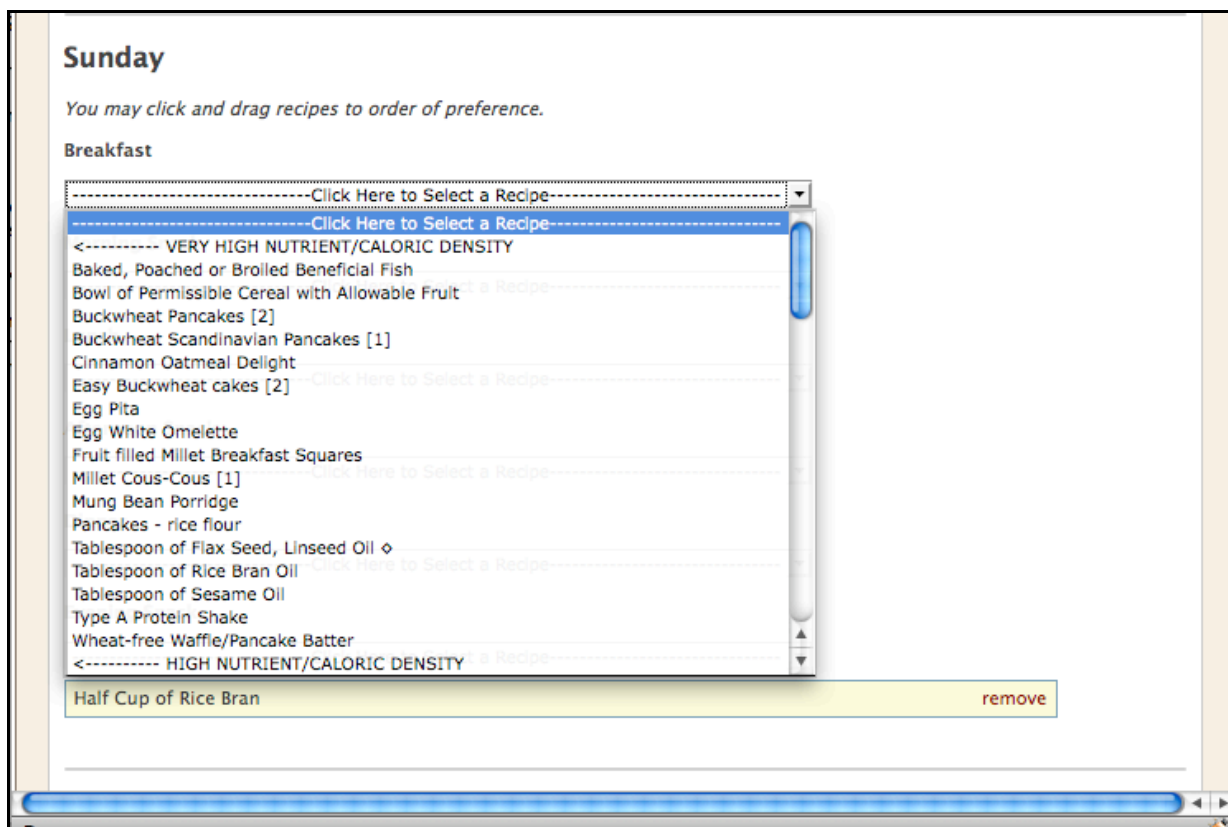 Sunday
You may click and drag recipes to order of preference.
Breakfast
--------------------------------Click Here to Select a Recipe-------------------------------
--------------------------------Click Here to Select a Recipe-------------------------------
<---------- VERY HIGH NUTRIENT/CALORIC DENSITY
Baked, Poached or Broiled Beneficial Fish
Bowl of Permissible Cereal with Allowable Fruit
Buckwheat Pancakes [2]
Buckwheat Scandinavian Pancakes [1]
Cinnamon Oatmeal Delight
Easy Buckwheat cakes [2]
Egg Pita
Egg White Omelette
Fruit filled Millet Breakfast Squares
Millet Cous-Cous [1]
Mung Bean Porridge
Pancakes - rice flour
Tablespoon of Flax Seed, Linseed Oil ◇
Tablespoon of Rice Bran Oil
Tablespoon of Sesame Oil
Type A Protein Shake
Wheat-free Waffle/Pancake Batter
<---------- HIGH NUTRIENT/CALORIC DENSITY
Half Cup of Rice Bran remove